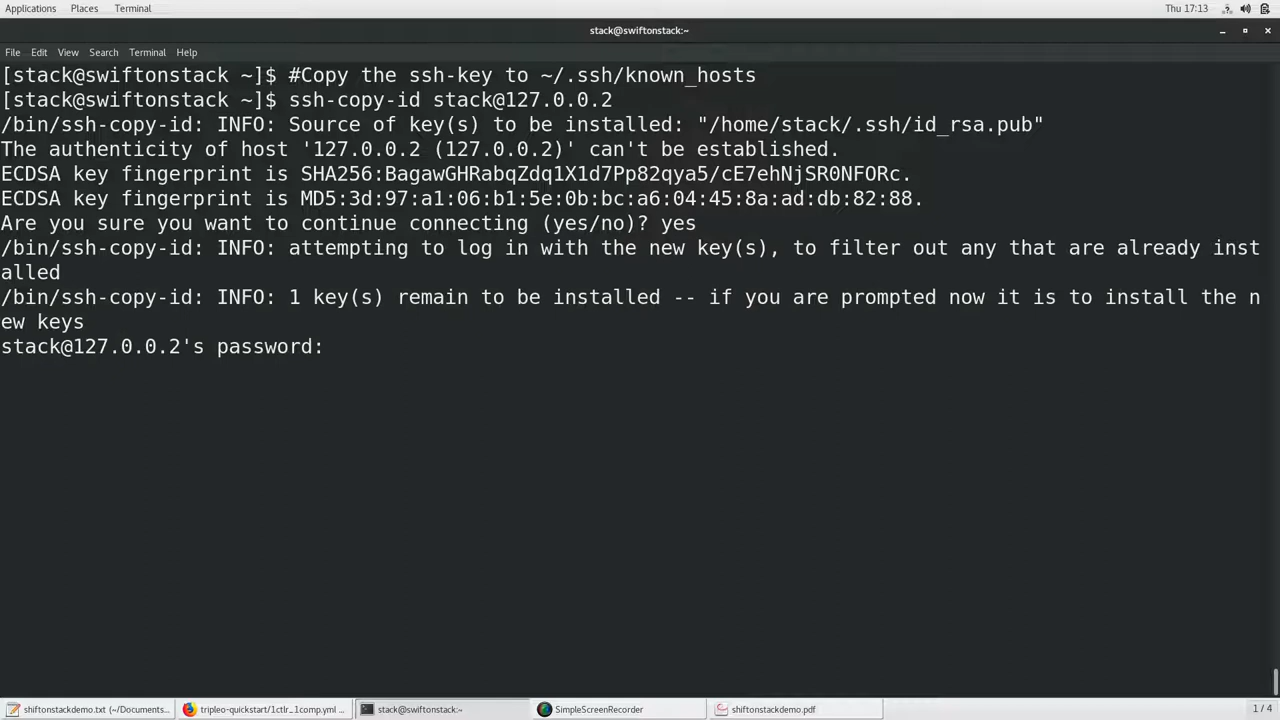 Applications Places Terminal Thu 17:13
stack@swiftonstack:~
File Edit View Search Terminal Help
[stack@swiftonstack ~]$ #Copy the ssh-key to ~/.ssh/known_hosts
[stack@swiftonstack ~]$ ssh-copy-id stack@127.0.0.2
/bin/ssh-copy-id: INFO: Source of key(s) to be installed: "/home/stack/.ssh/id_rsa.pub"
The authenticity of host '127.0.0.2 (127.0.0.2)' can't be established.
ECDSA key fingerprint is SHA256:BagawGHRabqZdq1X1d7Pp82qya5/cE7ehNjSR0NFORc.
ECDSA key fingerprint is MD5:3d:97:a1:06:b1:5e:0b:bc:a6:04:45:8a:ad:db:82:88.
Are you sure you want to continue connecting (yes/no)? yes
/bin/ssh-copy-id: INFO: attempting to log in with the new key(s), to filter out any that are already inst
alled
/bin/ssh-copy-id: INFO: 1 key(s) remain to be installed -- if you are prompted now it is to install the n
ew keys
stack@127.0.0.2's password:
shiftonstackdemo.txt (~/Documents... tripleo-quickstart/1ctlr_1comp.yml ... stack@swiftonstack:~ SimpleScreenRecorder shiftonstackdemo.pdf 1 / 4